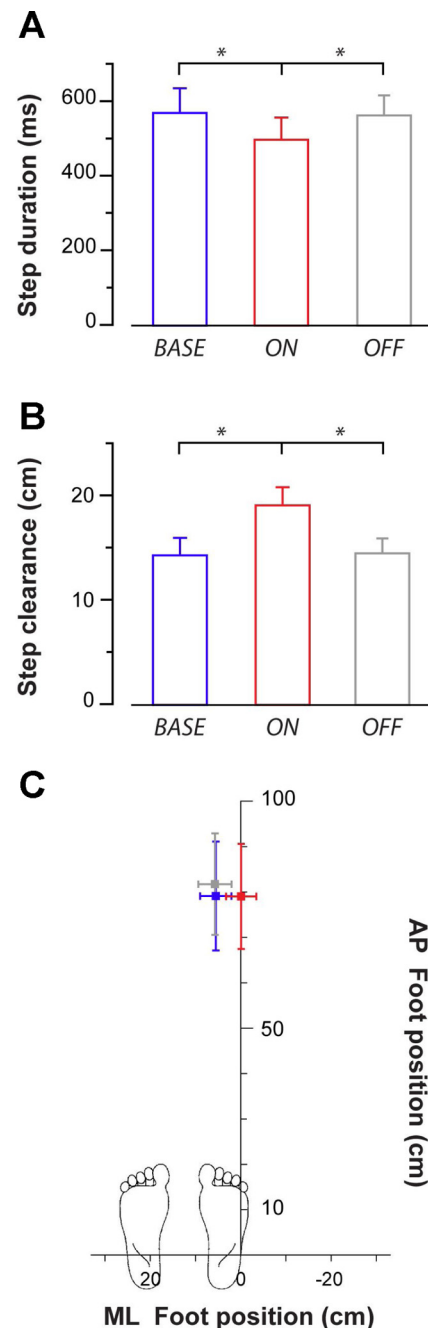 A
* *
Step duration (ms)
600
400
200
0
BASE ON OFF
B
* *
Step clearance (cm)
20
10
0
BASE ON OFF
C
100
50
10
AP Foot position (cm)
20 0 -20
ML Foot position (cm)